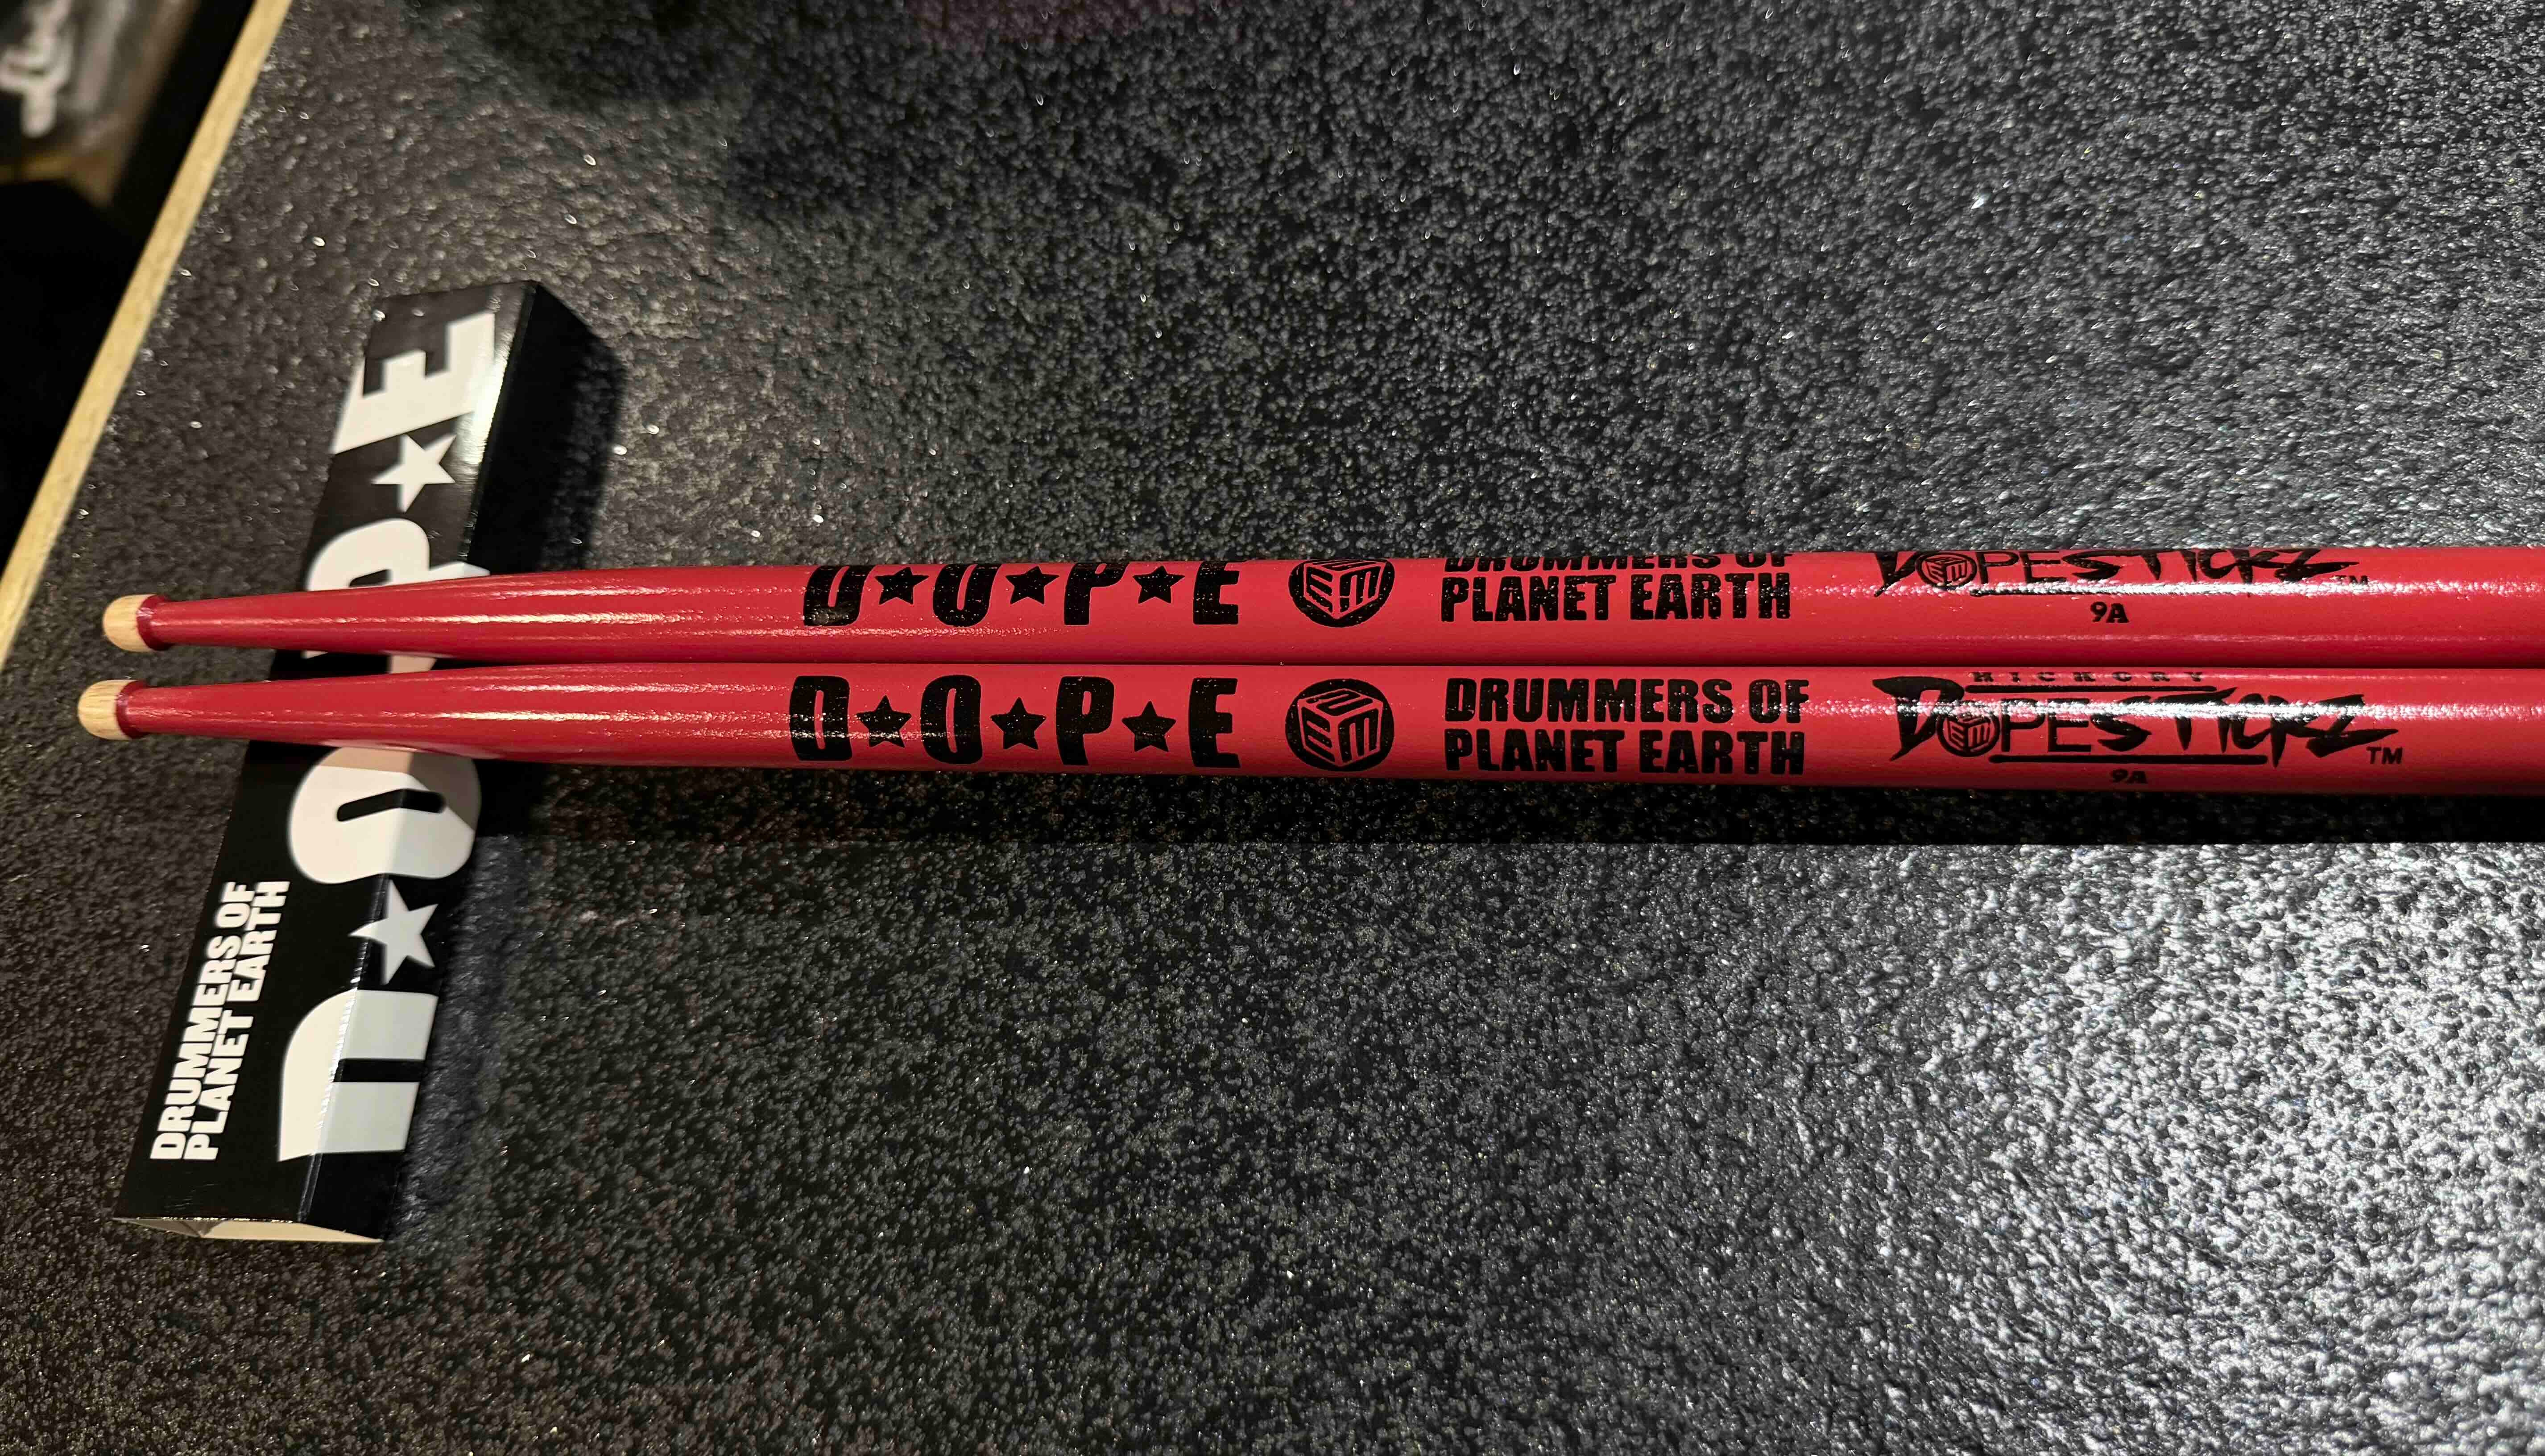 D★O★P★E
DRUMMERS OF
PLANET EARTH
DOPESTICKZ™
9A
D★O★P★E
DRUMMERS OF
PLANET EARTH
HICKORY
DOPESTICKZ™
9A
D★O★P★E
DRUMMERS OF
PLANET EARTH